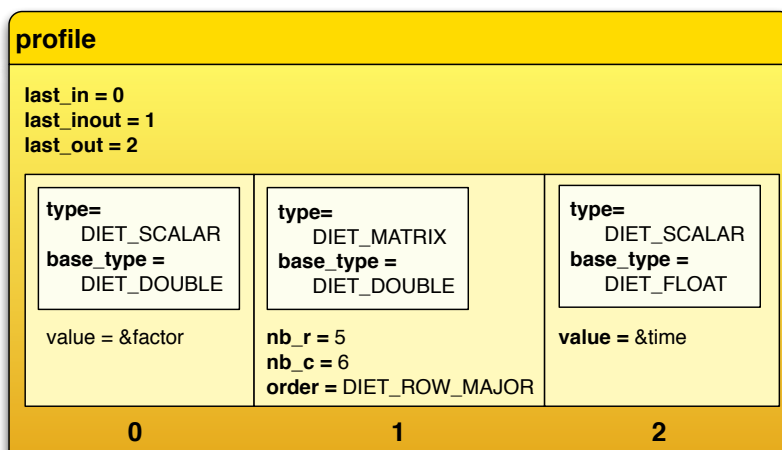 profile
last_in = 0
last_inout = 1
last_out = 2
type=
DIET_SCALAR
base_type =
DIET_DOUBLE
value = &factor
0
type=
DIET_MATRIX
base_type =
DIET_DOUBLE
nb_r = 5
nb_c = 6
order = DIET_ROW_MAJOR
1
type=
DIET_SCALAR
base_type =
DIET_FLOAT
value = &time
2